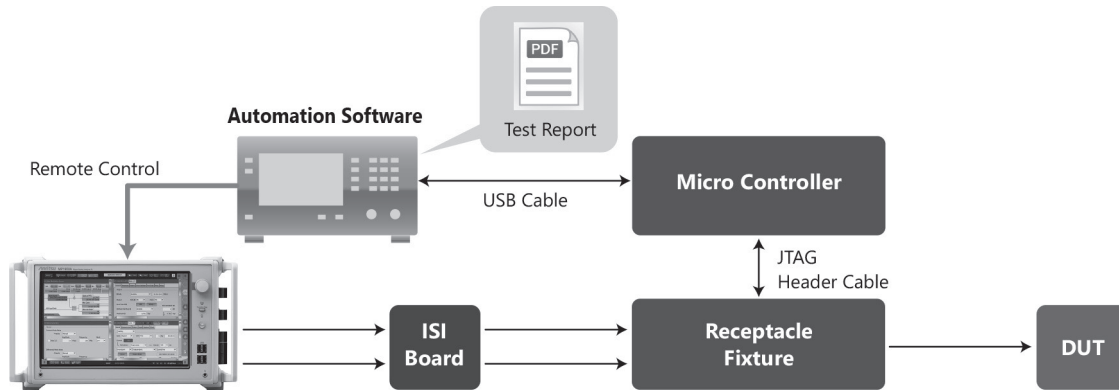 PDF
Test Report
Automation Software
Remote Control
USB Cable
Micro Controller
JTAG
Header Cable
ISI
Board
Receptacle
Fixture
DUT